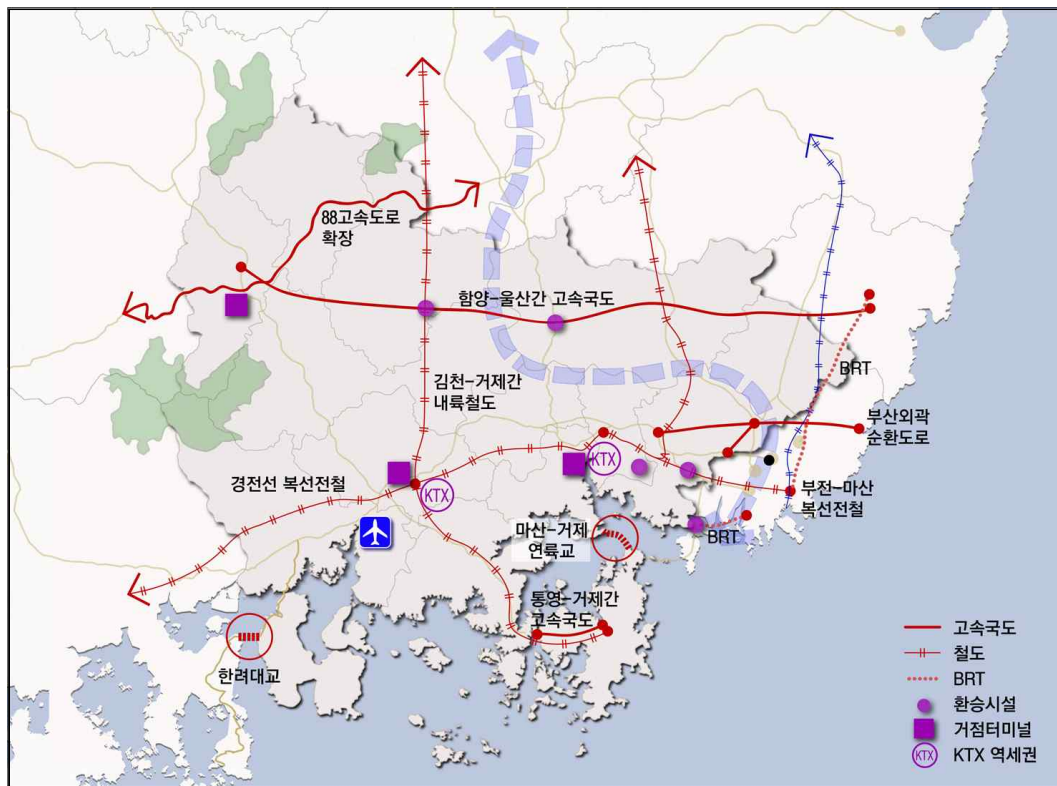 88고속도로
확장
함양-울산간 고속국도
김천-거제간
내륙철도
BRT
부산외곽
순환도로
KTX
경전선 복선전철
KTX
부전-마산
복선전철
마산-거제
연륙교
BRT
통영-거제간
고속국도
한려대교
고속국도
철도
BRT
환승시설
거점터미널
KTX KTX 역세권